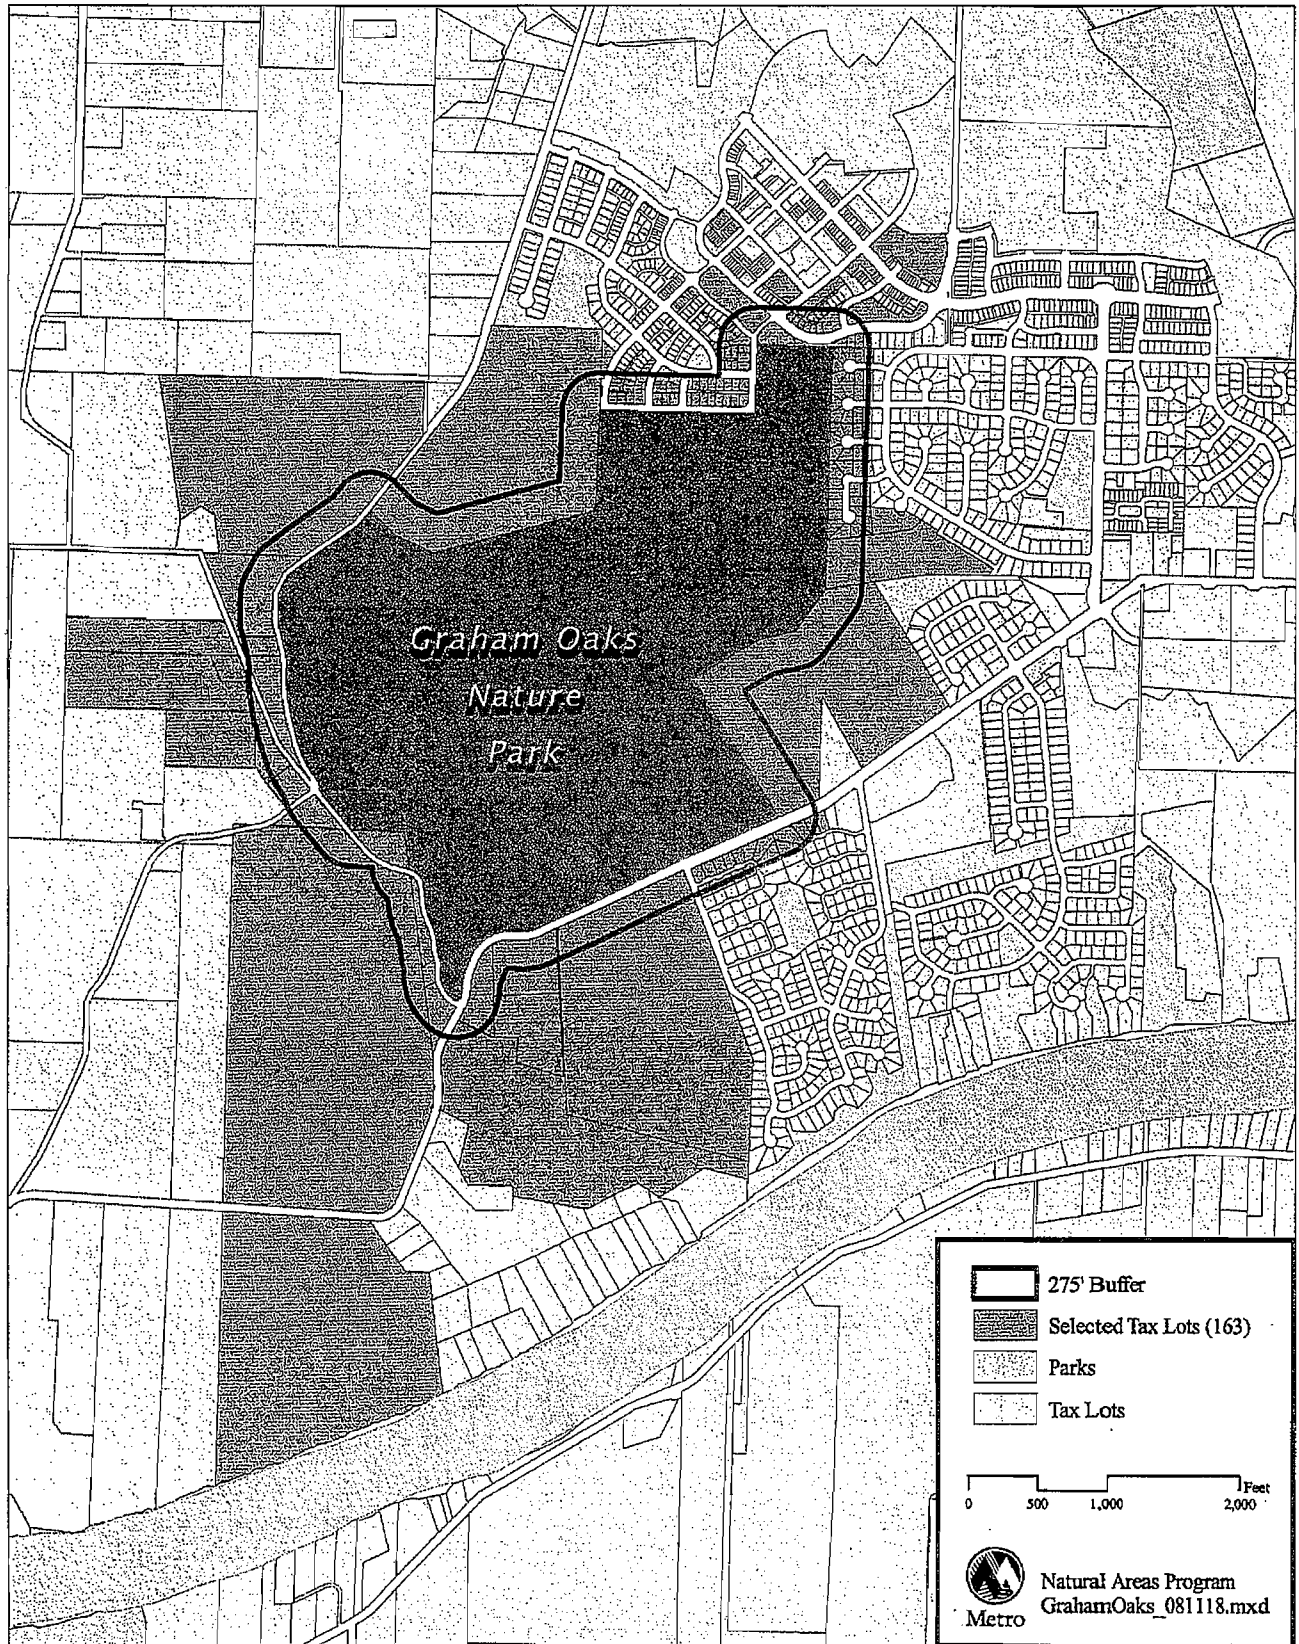 Graham Oaks
Nature
Park
275' Buffer
Selected Tax Lots (163)
Parks
Tax Lots
Feet
0 500 1,000 2,000
Metro
Natural Areas Program
GrahamOaks_081118.mxd